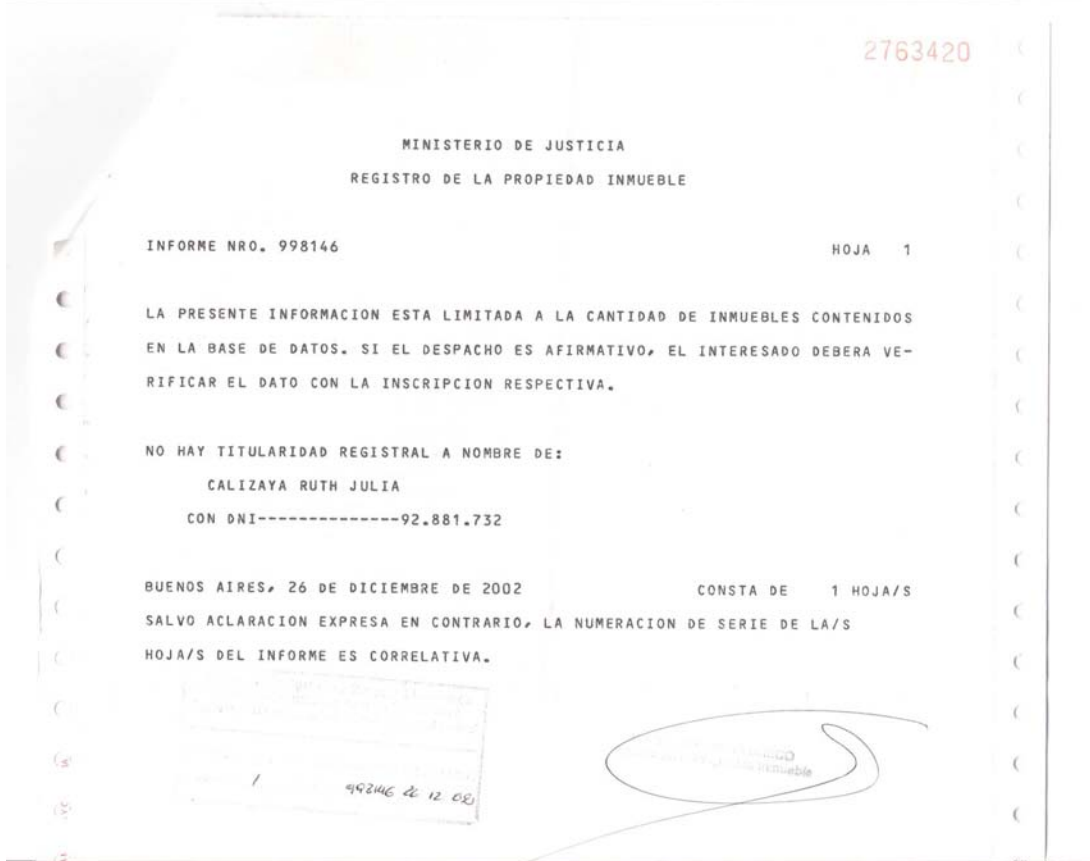 2763420
MINISTERIO DE JUSTICIA
REGISTRO DE LA PROPIEDAD INMUEBLE
INFORME NRO. 998146 HOJA 1
LA PRESENTE INFORMACION ESTA LIMITADA A LA CANTIDAD DE INMUEBLES CONTENIDOS
EN LA BASE DE DATOS. SI EL DESPACHO ES AFIRMATIVO, EL INTERESADO DEBERA VE-
RIFICAR EL DATO CON LA INSCRIPCION RESPECTIVA.
NO HAY TITULARIDAD REGISTRAL A NOMBRE DE:
CALIZAYA RUTH JULIA
CON DNI--------------92.881.732
BUENOS AIRES, 26 DE DICIEMBRE DE 2002 CONSTA DE 1 HOJA/S
SALVO ACLARACION EXPRESA EN CONTRARIO, LA NUMERACION DE SERIE DE LA/S
HOJA/S DEL INFORME ES CORRELATIVA.
Inmueble